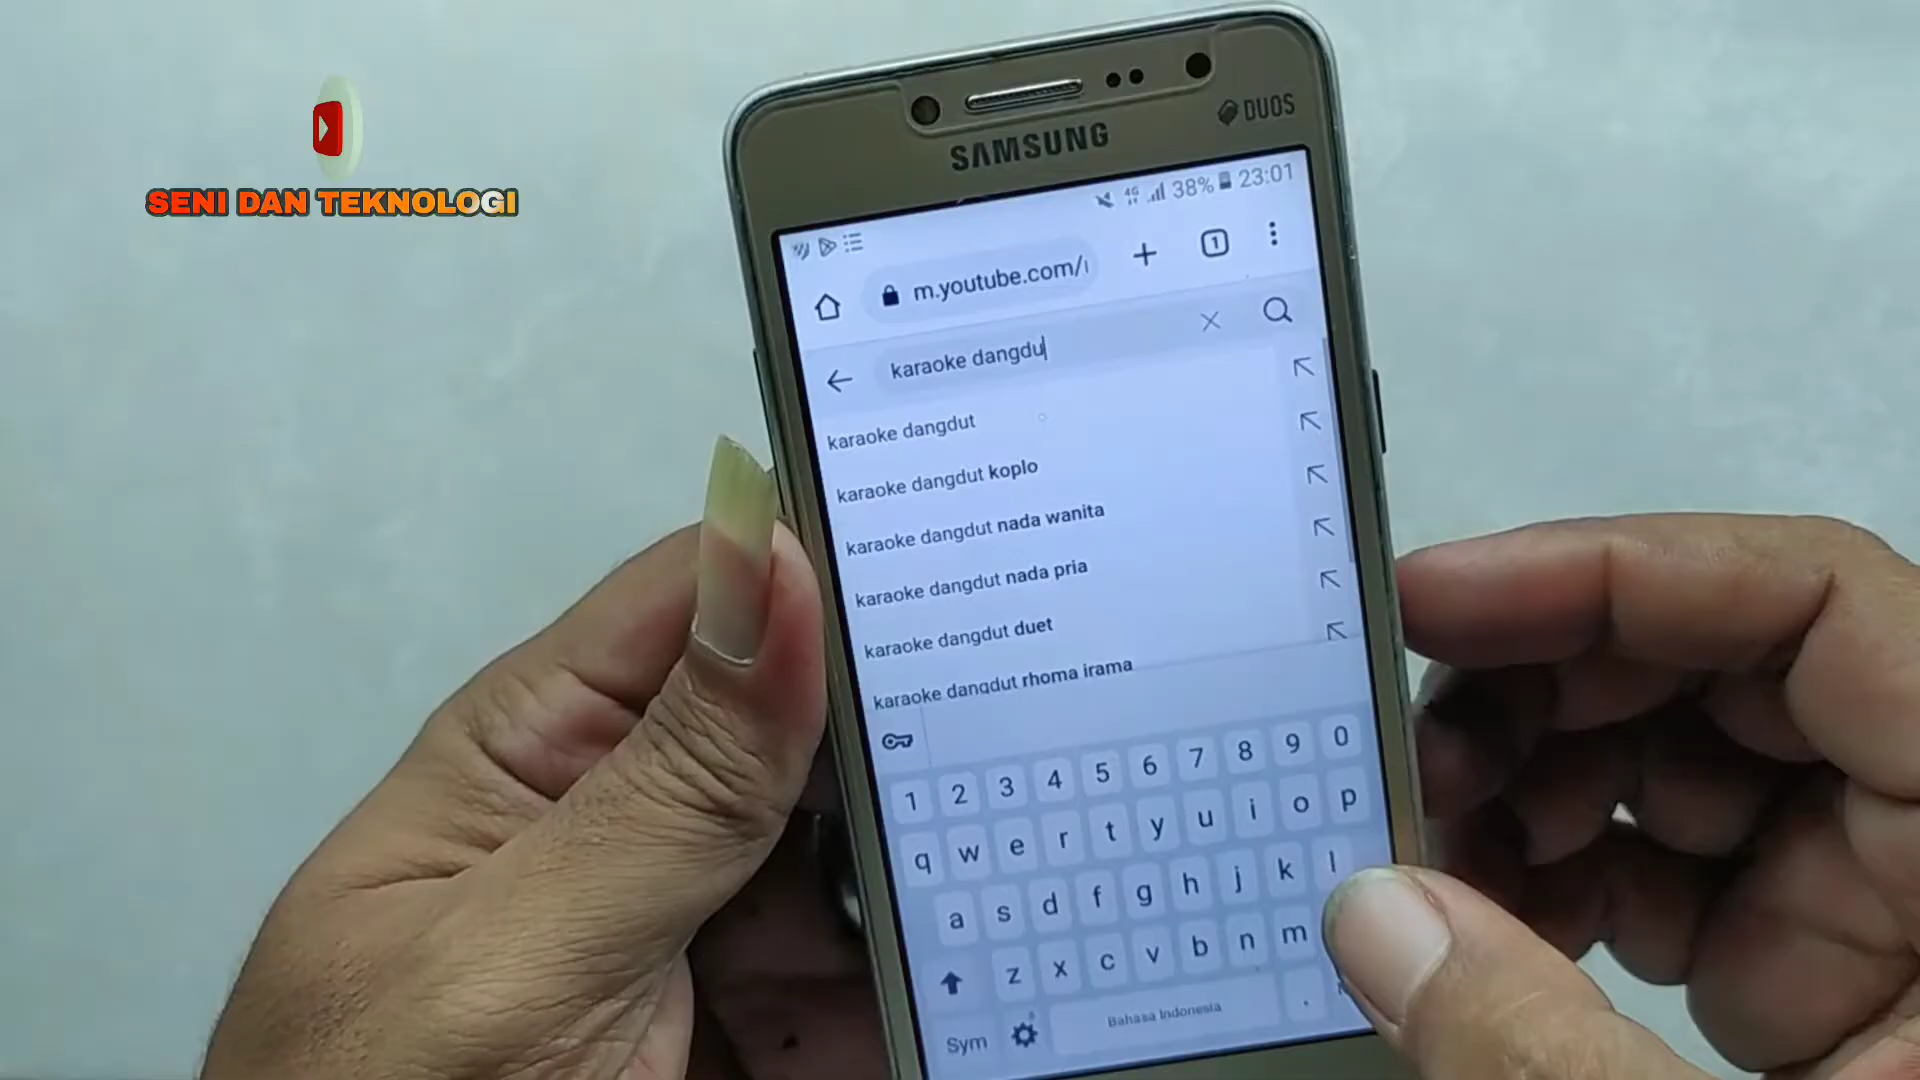 SENI DAN TEKNOLOGI
DUOS
SAMSUNG
4G 38% 23:01
m.youtube.com/
1
karaoke dangdu
karaoke dangdut
karaoke dangdut koplo
karaoke dangdut nada wanita
karaoke dangdut nada pria
karaoke dangdut duet
karaoke dangdut rhoma irama
1 2 3 4 5 6 7 8 9 0
q w e r t y u i o p
a s d f g h j k l
z x c v b n m
Sym Bahasa Indonesia .